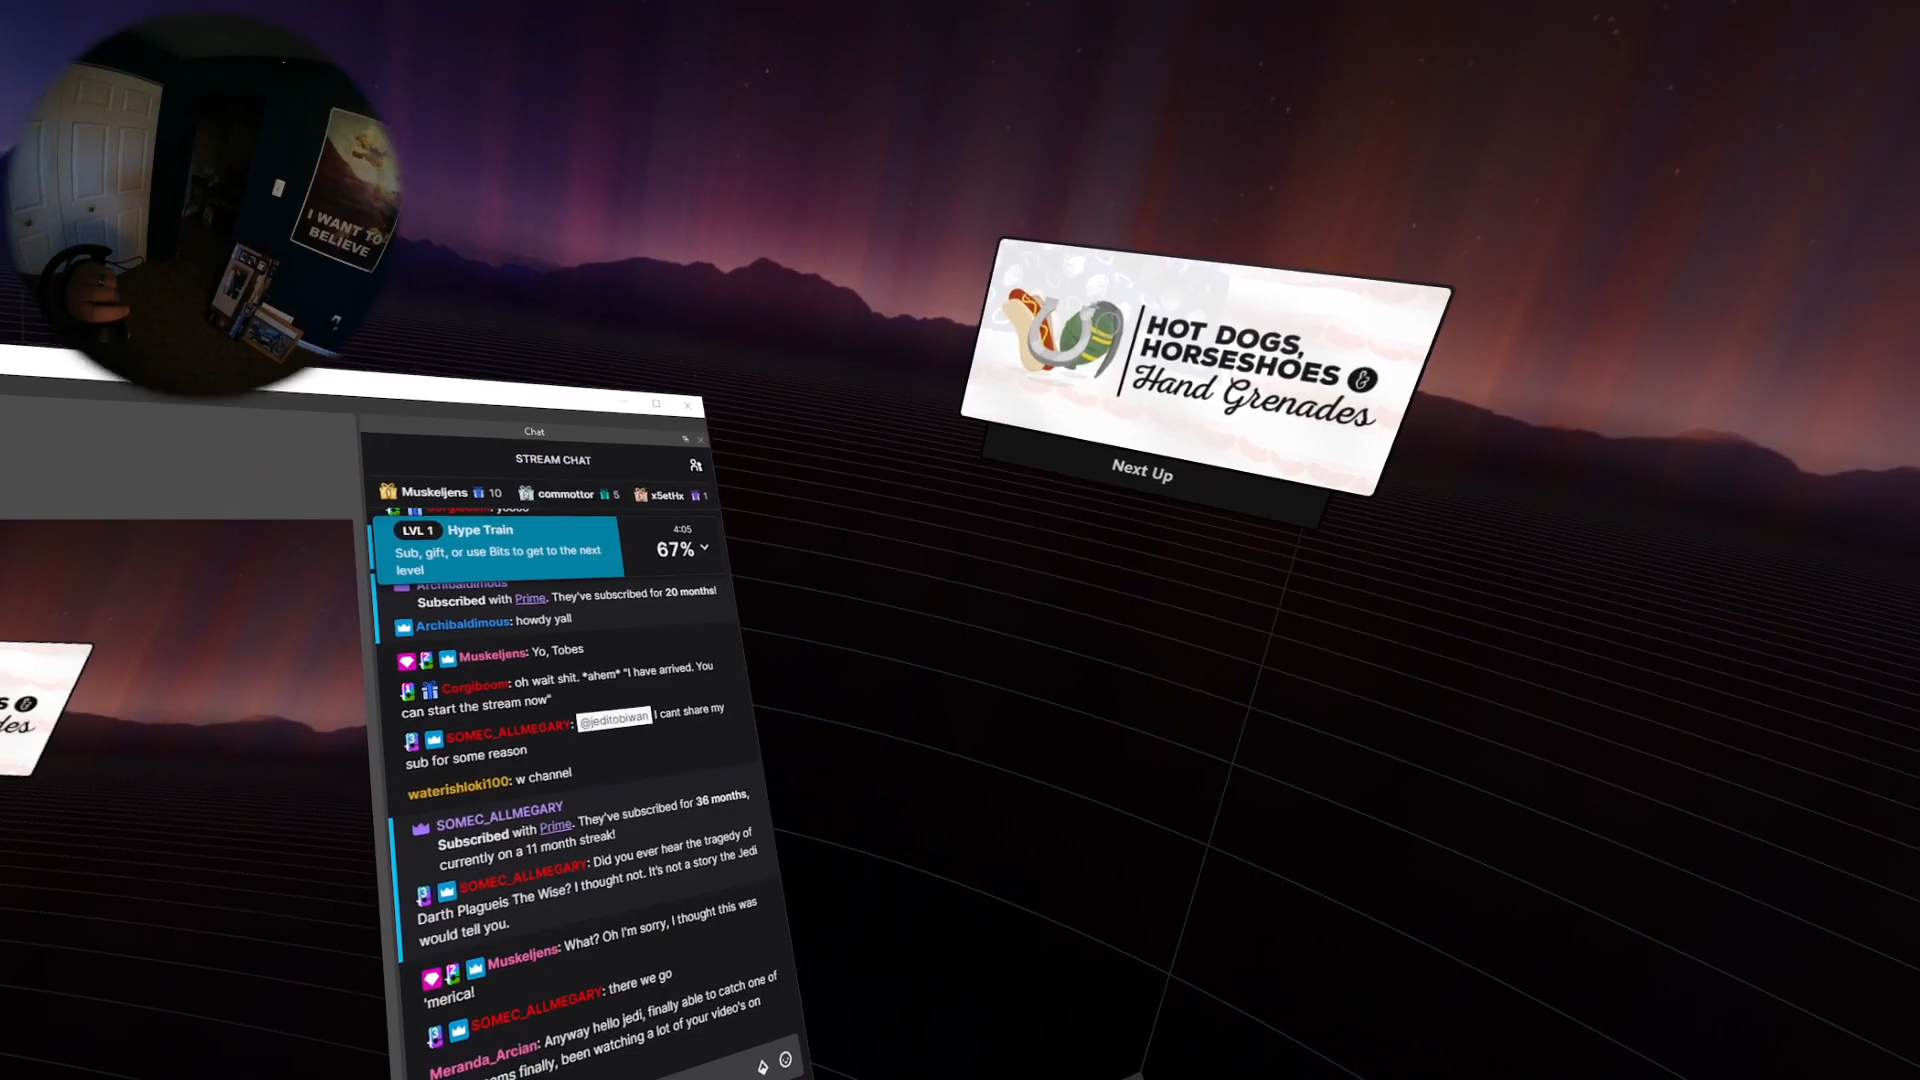 I WANT TO
BELIEVE
HOT DOGS,
HORSESHOES &
Hand Grenades
Next Up
Chat
STREAM CHAT
Muskeljens 10 commottor 5 x5etHx 1
LVL 1 Hype Train
4:05
67%
Sub, gift, or use Bits to get to the next
level
Archibaldimous
Subscribed with Prime. They've subscribed for 20 months!
Archibaldimous: howdy yall
Muskeljens: Yo, Tobes
Corgiboom: oh wait shit. *ahem* "I have arrived. You
can start the stream now"
SOMEC_ALLMEGARY: @jeditobiwan I cant share my
sub for some reason
waterishloki100: w channel
SOMEC_ALLMEGARY
Subscribed with Prime. They've subscribed for 36 months,
currently on a 11 month streak!
SOMEC_ALLMEGARY: Did you ever hear the tragedy of
Darth Plagueis The Wise? I thought not. It's not a story the Jedi
would tell you.
Muskeljens: What? Oh I'm sorry, I thought this was
'merica!
SOMEC_ALLMEGARY: there we go
Meranda_Arcian: Anyway hello jedi, finally able to catch one of
finally, been watching a lot of your video's on